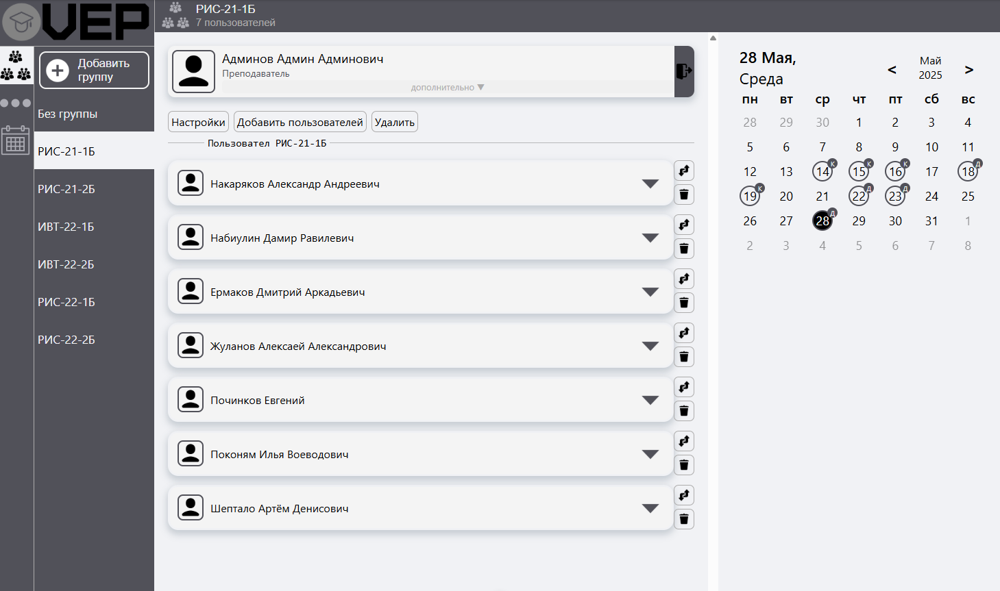 VEP
РИС-21-1Б
7 пользователей
Добавить
группу
Без группы
РИС-21-1Б
РИС-21-2Б
ИВТ-22-1Б
ИВТ-22-2Б
РИС-22-1Б
РИС-22-2Б
Админов Админ Админович
Преподаватель
дополнительно ▼
Настройки Добавить пользователей Удалить
Пользовател РИС-21-1Б
Накаряков Александр Андреевич
Набиулин Дамир Равилевич
Ермаков Дмитрий Аркадьевич
Жуланов Алексаей Александрович
Починков Евгений
Поконям Илья Воеводович
Шептало Артём Денисович
28 Мая,
Среда
< Май 2025 >
пн вт ср чт пт сб вс
28 29 30 1 2 3 4
5 6 7 8 9 10 11
12 13 14 К 15 К 16 К 17 18 Д
19 К 20 21 22 Д 23 Д 24 25
26 27 28 Д 29 30 31 1
2 3 4 5 6 7 8